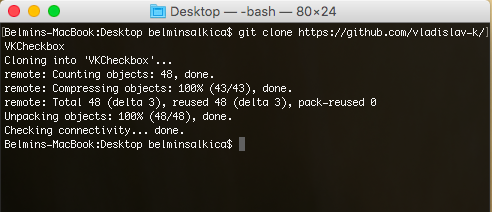 Desktop — -bash — 80×24
[Belmins-MacBook:Desktop belminsalkica$ git clone https://github.com/vladislav-k/]
VKCheckbox
Cloning into 'VKCheckbox'...
remote: Counting objects: 48, done.
remote: Compressing objects: 100% (43/43), done.
remote: Total 48 (delta 3), reused 48 (delta 3), pack-reused 0
Unpacking objects: 100% (48/48), done.
Checking connectivity... done.
Belmins-MacBook:Desktop belminsalkica$